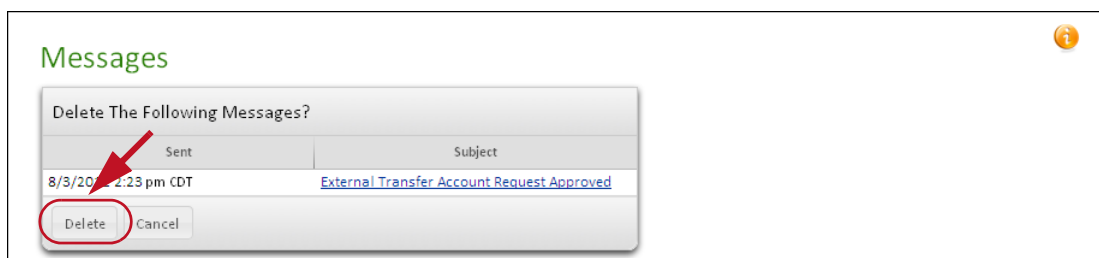 Messages
Delete The Following Messages?
Sent Subject
2:23 pm CDT External Transfer Account Request Approved
Delete Cancel